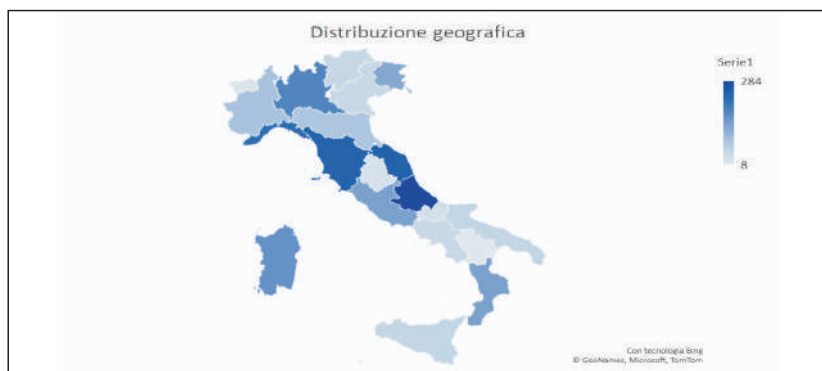 Distribuzione geografica
Serie1
284
8
Con tecnologia Bing
© GeoNames, Microsoft, TomTom